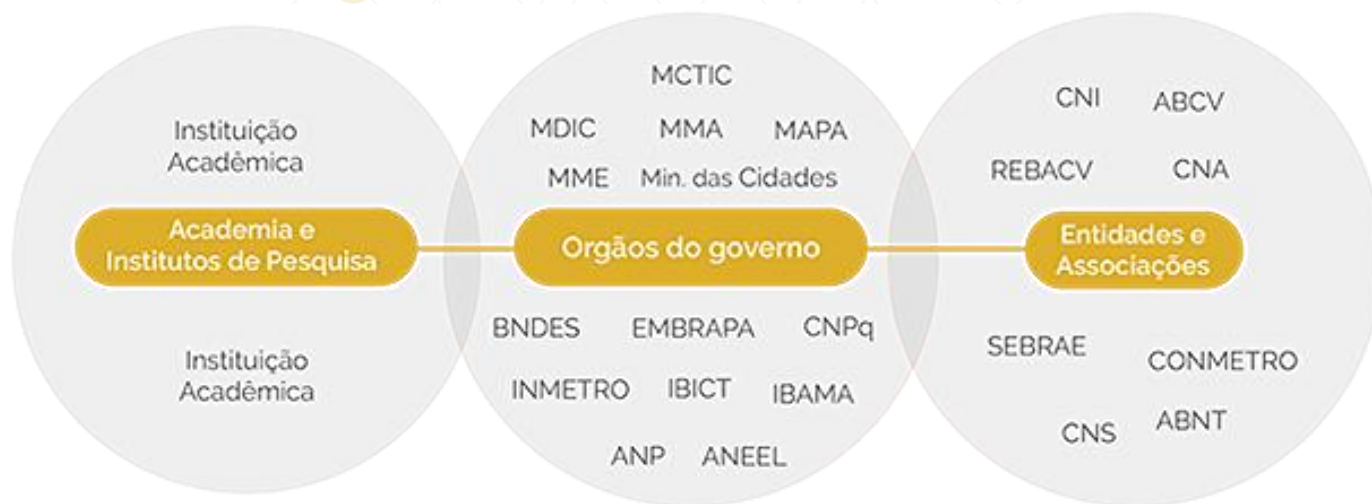 Instituição
Acadêmica
Academia e
Institutos de Pesquisa
Instituição
Acadêmica
MCTIC
MDIC MMA MAPA
MME Min. das Cidades
Orgãos do governo
BNDES EMBRAPA CNPq
INMETRO IBICT IBAMA
ANP ANEEL
CNI ABCV
REBACV CNA
Entidades e
Associações
SEBRAE CONMETRO
CNS ABNT